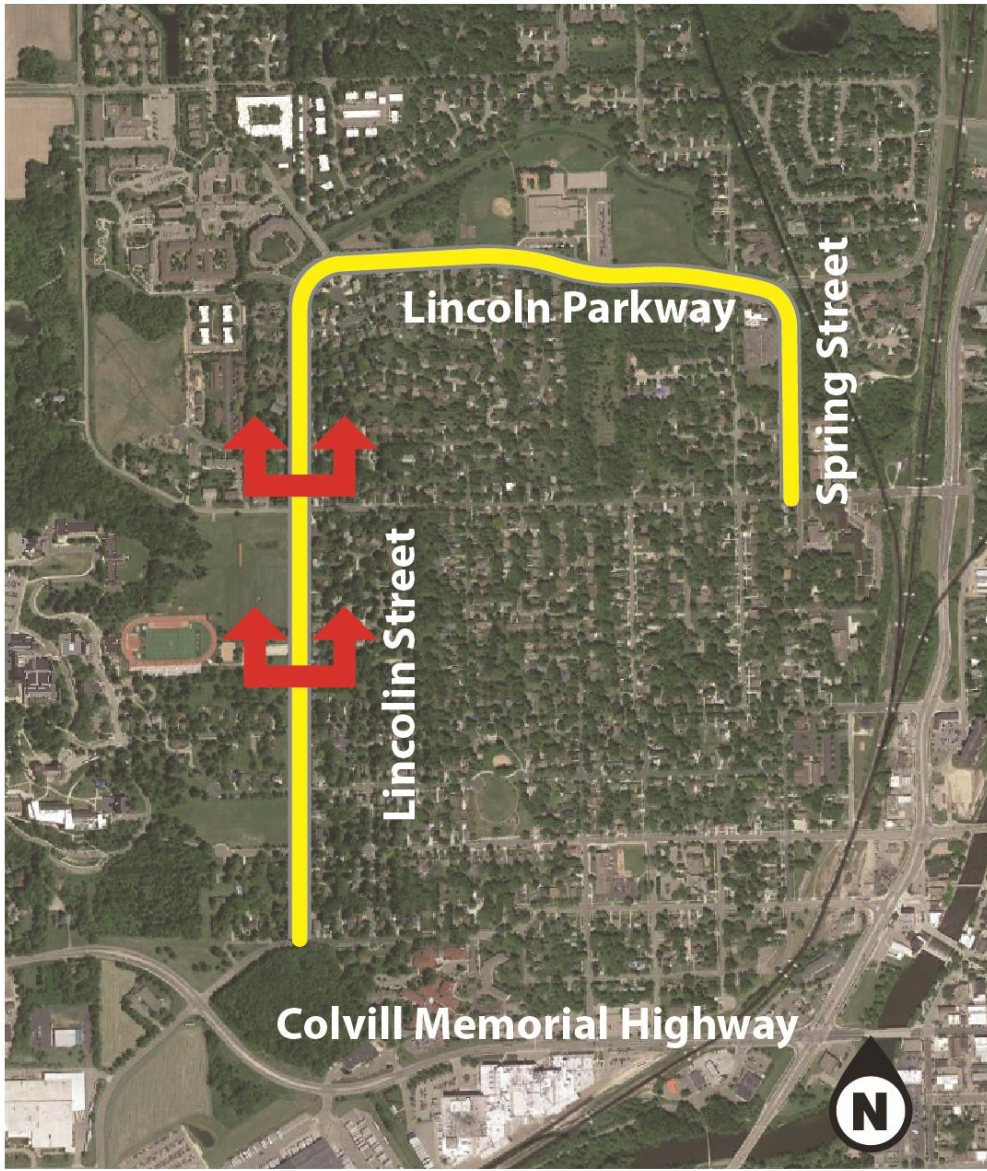 Lincoln Parkway
Spring Street
Lincolin Street
Colvill Memorial Highway
N